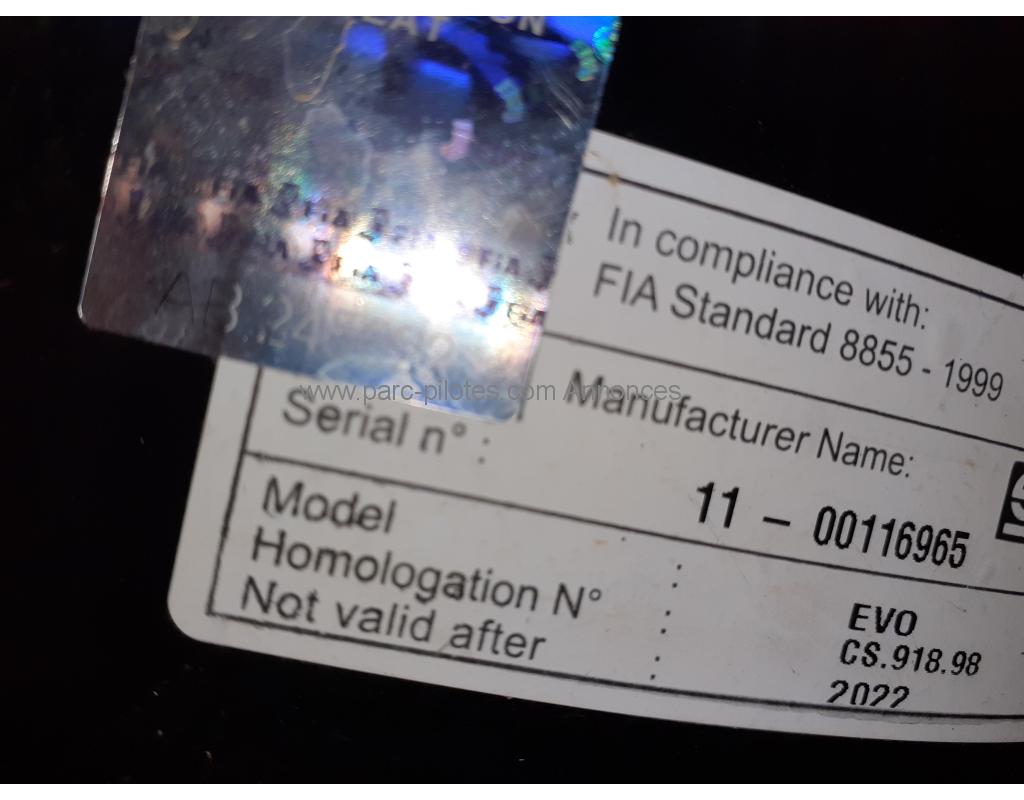 In compliance with:
FIA Standard 8855 - 1999
www.parc-pilotes.com Annonces
Manufacturer Name:
Serial n° :
11 - 00116965
Model : EVO
Homologation N° : CS.918.98
Not valid after : 2022